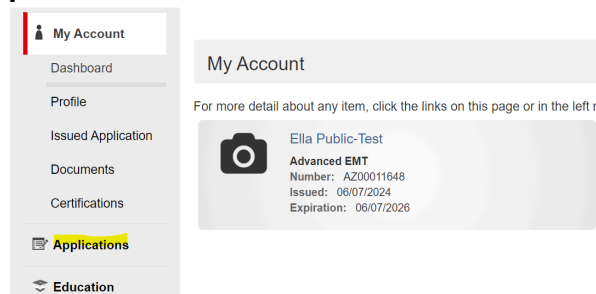 My Account
Dashboard
Profile
Issued Application
Documents
Certifications
Applications
Education
My Account
For more detail about any item, click the links on this page or in the left
Ella Public-Test
Advanced EMT
Number: AZ00011648
Issued: 06/07/2024
Expiration: 06/07/2026